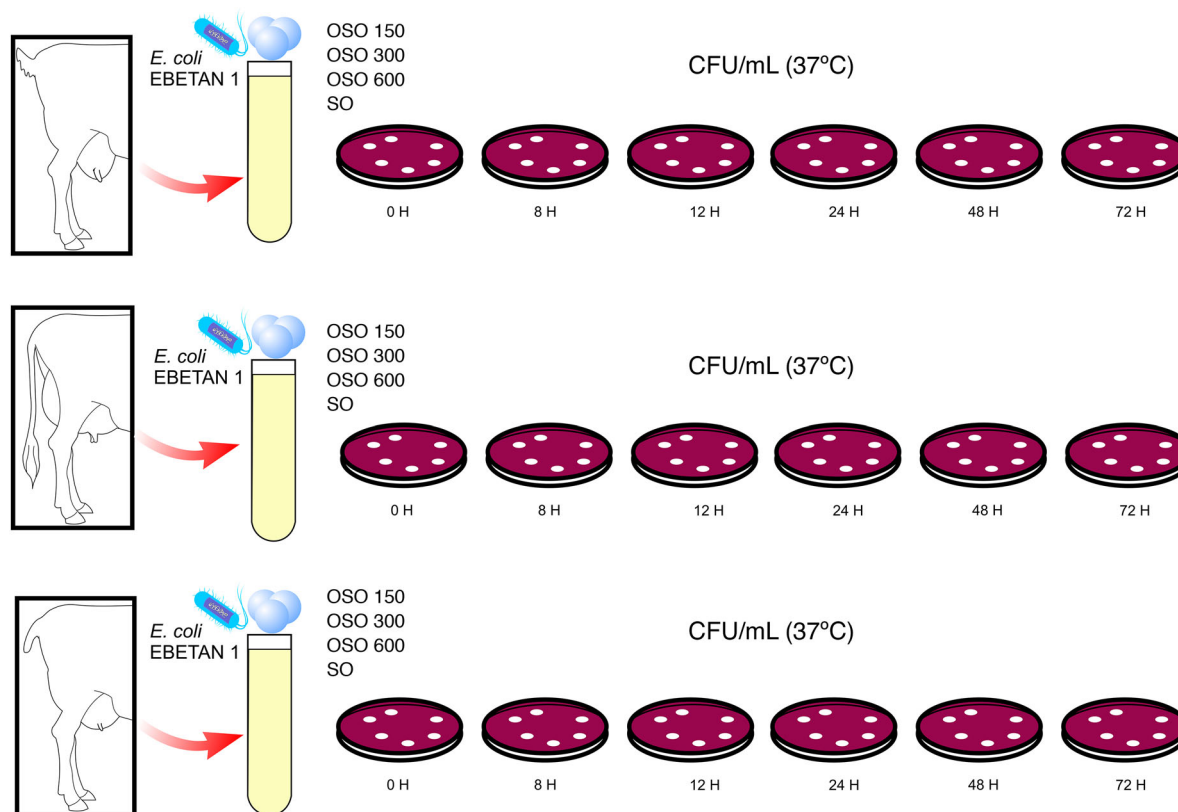 OSO 150
OSO 300
OSO 600
SO
E. coli
EBETAN 1
CFU/mL (37ºC)
0 H
8 H
12 H
24 H
48 H
72 H
OSO 150
OSO 300
OSO 600
SO
E. coli
EBETAN 1
CFU/mL (37ºC)
0 H
8 H
12 H
24 H
48 H
72 H
OSO 150
OSO 300
OSO 600
SO
E. coli
EBETAN 1
CFU/mL (37ºC)
0 H
8 H
12 H
24 H
48 H
72 H